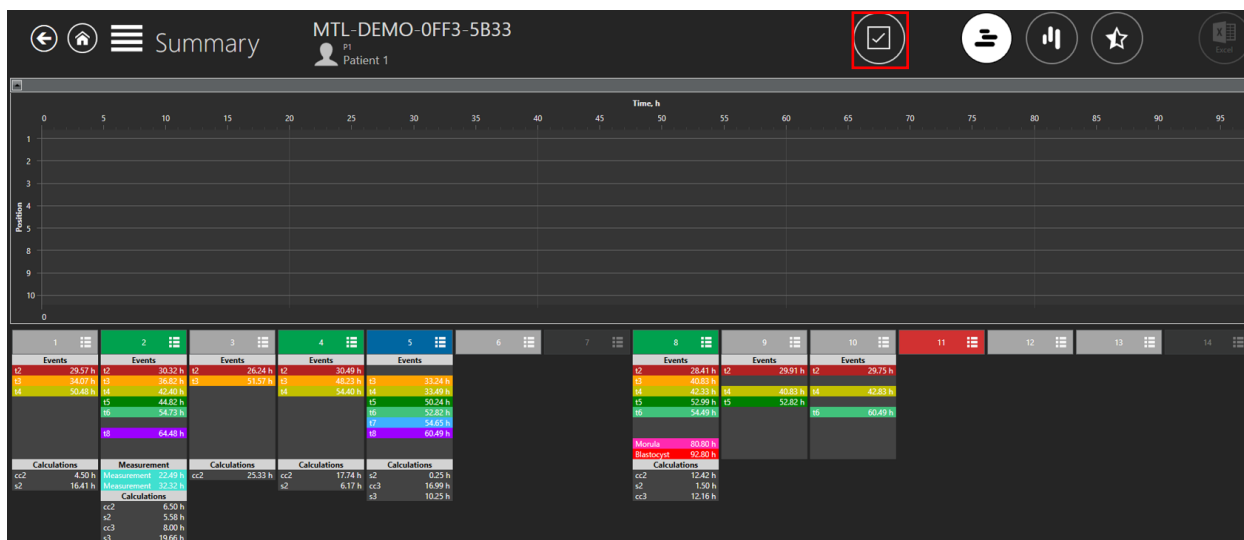 Summary
MTL-DEMO-0FF3-5B33
P1
Patient 1
Excel
Time, h
0 5 10 15 20 25 30 35 40 45 50 55 60 65 70 75 80 85 90 95
Position
1
2
3
4
5
8
9
10
0
1 2 3 4 5 6 7 8 9 10 11 12 13 14
Events Events Events Events Events Events Events Events
t2 29.57 h t2 30.32 h t2 26.24 h t2 30.49 h t2 28.41 h t2 29.91 h t2 29.75 h
t3 34.07 h t3 36.82 h t3 51.57 h t3 48.23 h t3 33.24 h t3 40.83 h
t4 50.48 h t4 42.40 h t4 54.40 h t4 33.49 h t4 42.33 h t4 40.83 h t4 42.83 h
t5 44.82 h t5 50.24 h t5 52.99 h t5 52.82 h
t6 54.73 h t6 52.82 h t6 54.49 h t6 60.49 h
t7 54.65 h
t8 64.48 h t8 60.49 h
Morula 80.80 h
Blastocyst 92.80 h
Calculations Measurement Calculations Calculations Calculations Calculations
cc2 4.50 h Measurement 22.49 h cc2 25.33 h cc2 17.74 h s2 0.25 h cc2 12.42 h
s2 16.41 h Measurement 32.32 h s2 6.17 h cc3 16.99 h s2 1.50 h
Calculations s3 10.25 h cc3 12.16 h
cc2 6.50 h
s2 5.58 h
cc3 8.00 h
s3 19.66 h